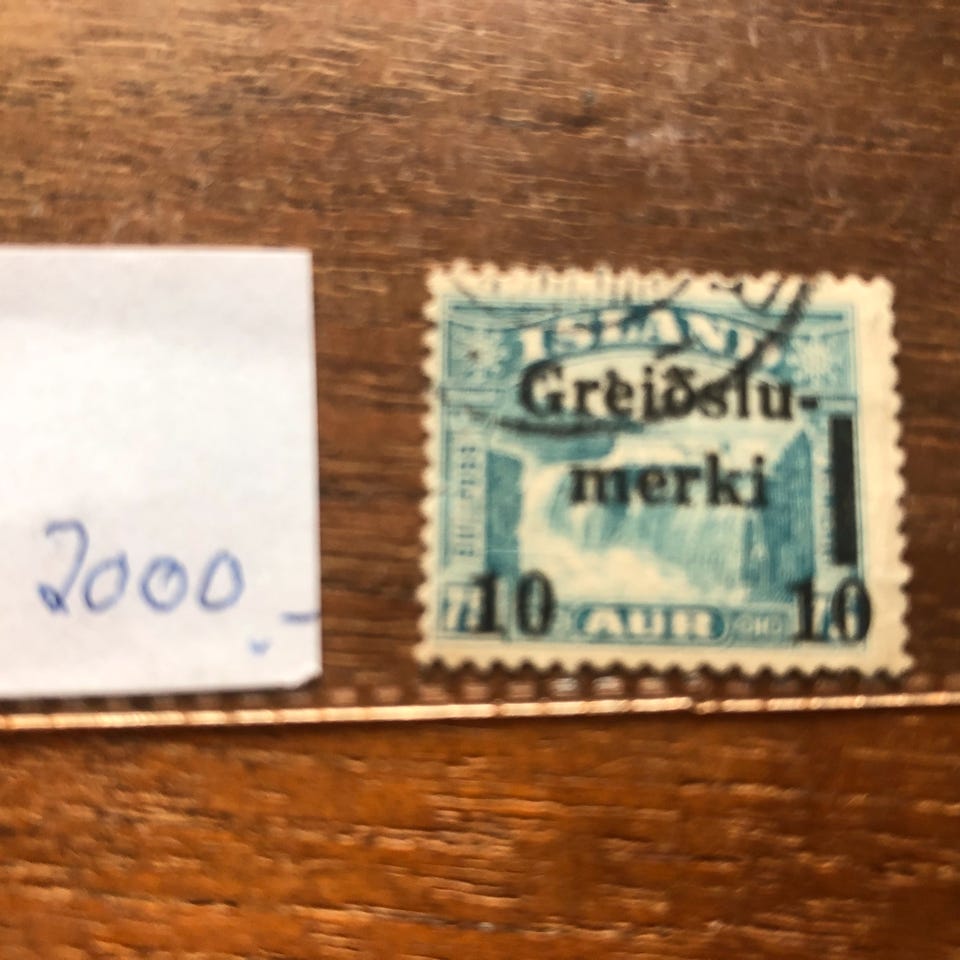 2000
ISLAND
Greiðslu-
merki
10 AUR 10